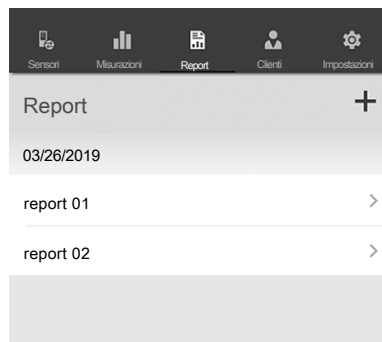 Sensori Misurazioni Report Clienti Impostazioni
Report +
03/26/2019
report 01 >
report 02 >